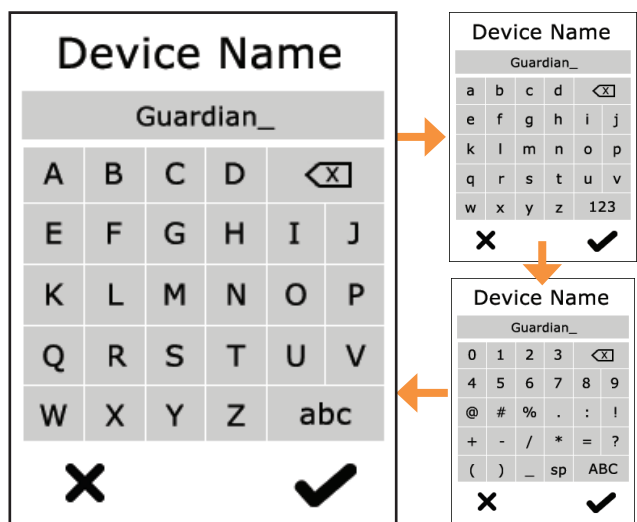 Device Name
Guardian_
A B C D X
E F G H I J
K L M N O P
Q R S T U V
W X Y Z abc
Device Name
Guardian_
a b c d X
e f g h i j
k l m n o p
q r s t u v
w x y z 123
Device Name
Guardian_
0 1 2 3 X
4 5 6 7 8 9
@ # % . : !
+ - / * = ?
( ) _ sp ABC